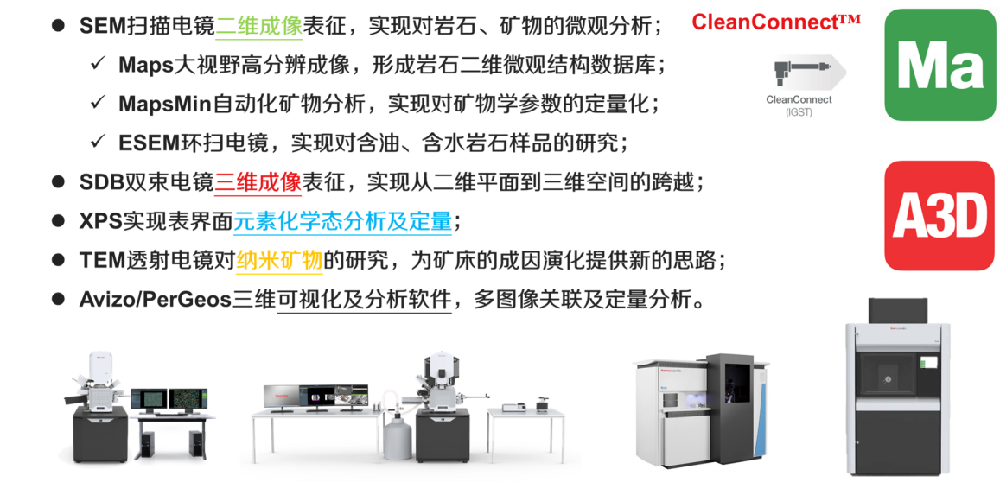 SEM扫描电镜二维成像表征，实现对岩石、矿物的微观分析；
Maps大视野高分辨成像，形成岩石二维微观结构数据库；
MapsMin自动化矿物分析，实现对矿物学参数的定量化；
ESEM环扫电镜，实现对含油、含水岩石样品的研究；
SDB双束电镜三维成像表征，实现从二维平面到三维空间的跨越；
XPS实现表界面元素化学态分析及定量；
TEM透射电镜对纳米矿物的研究，为矿床的成因演化提供新的思路；
Avizo/PerGeos三维可视化及分析软件，多图像关联及定量分析。
CleanConnect™
CleanConnect
(IGST)
Ma
A3D